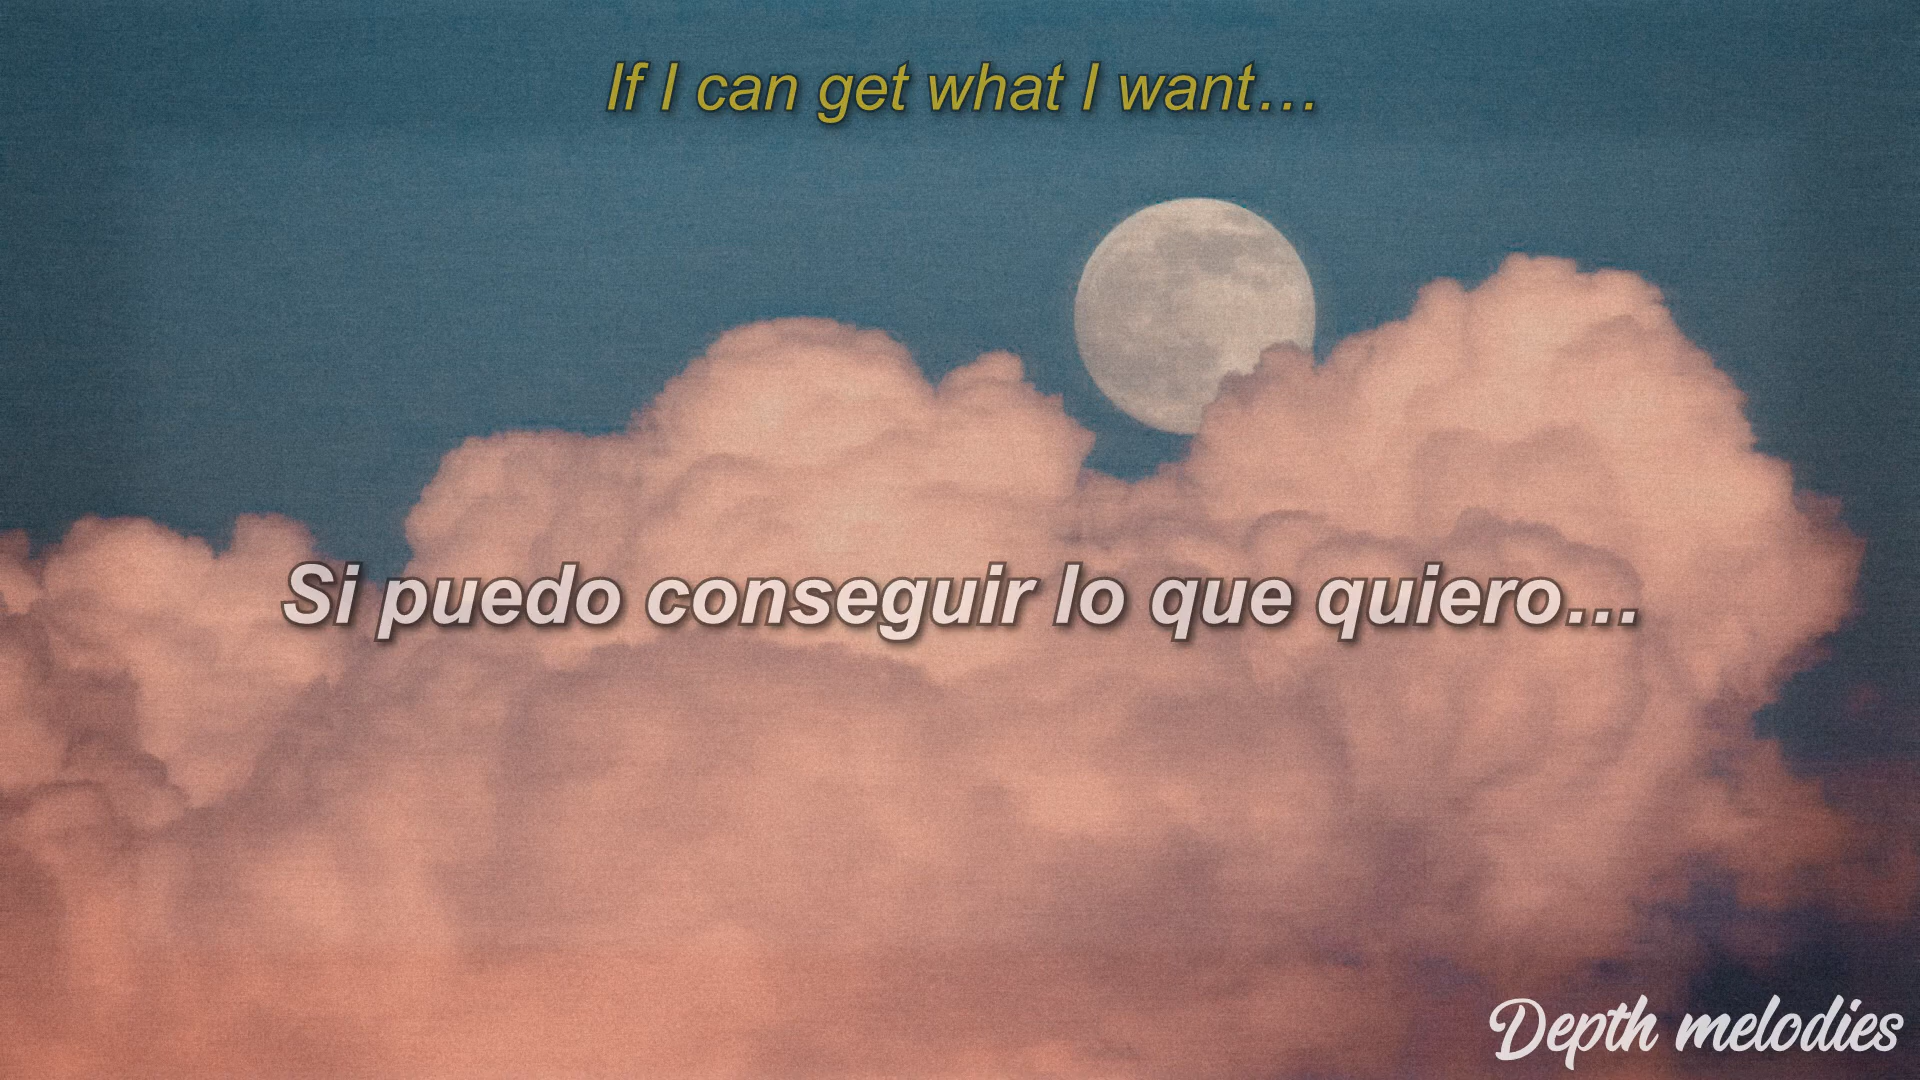 If I can get what I want...
Si puedo conseguir lo que quiero...
Depth melodies